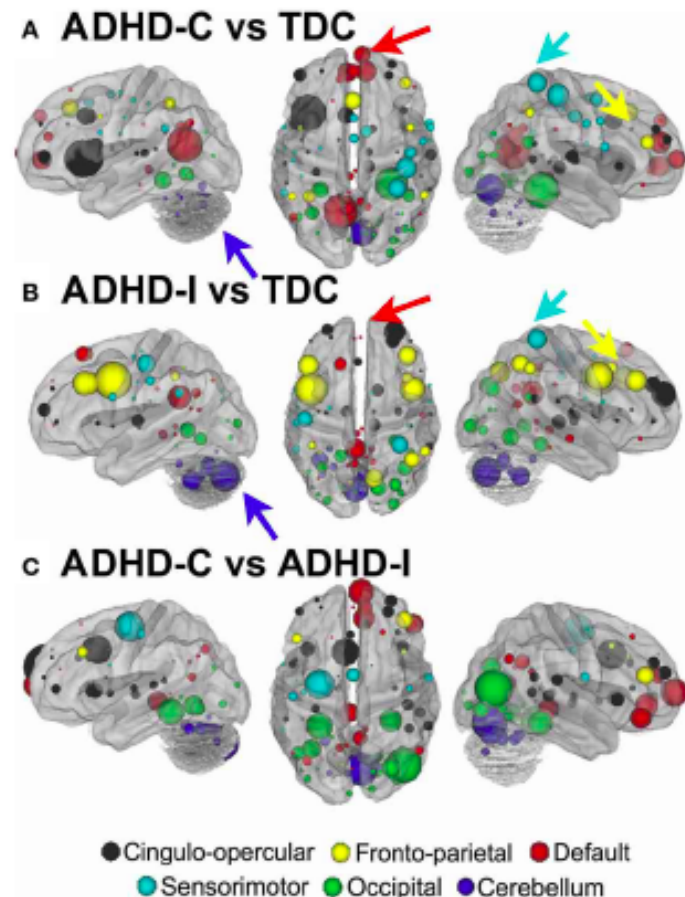 A ADHD-C vs TDC
B ADHD-I vs TDC
C ADHD-C vs ADHD-I
Cingulo-opercular Fronto-parietal Default
Sensorimotor Occipital Cerebellum